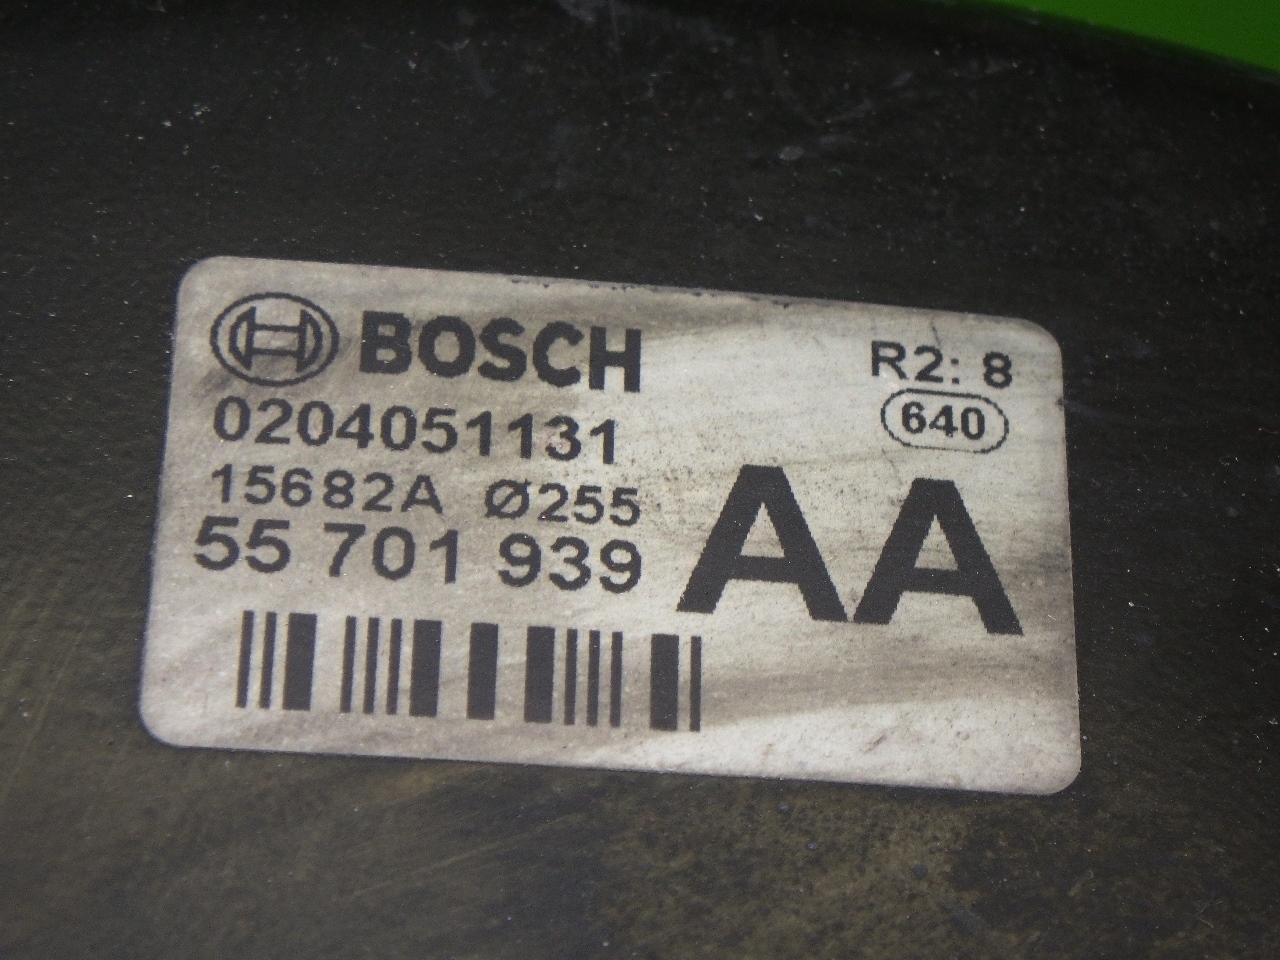 BOSCH
R2: 8
0204051131
640
15682A Ø255
55 701 939
AA